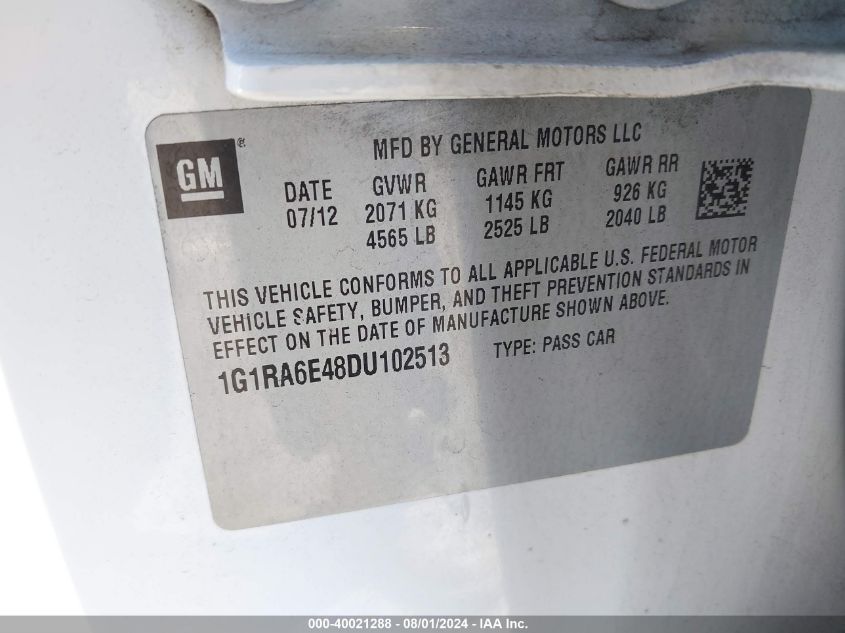 GM®
MFD BY GENERAL MOTORS LLC
DATE GVWR GAWR FRT GAWR RR
07/12 2071 KG 1145 KG 926 KG
4565 LB 2525 LB 2040 LB
THIS VEHICLE CONFORMS TO ALL APPLICABLE U.S. FEDERAL MOTOR
VEHICLE SAFETY, BUMPER, AND THEFT PREVENTION STANDARDS IN
EFFECT ON THE DATE OF MANUFACTURE SHOWN ABOVE.
1G1RA6E48DU102513 TYPE: PASS CAR
000-40021288 - 08/01/2024 - IAA Inc.